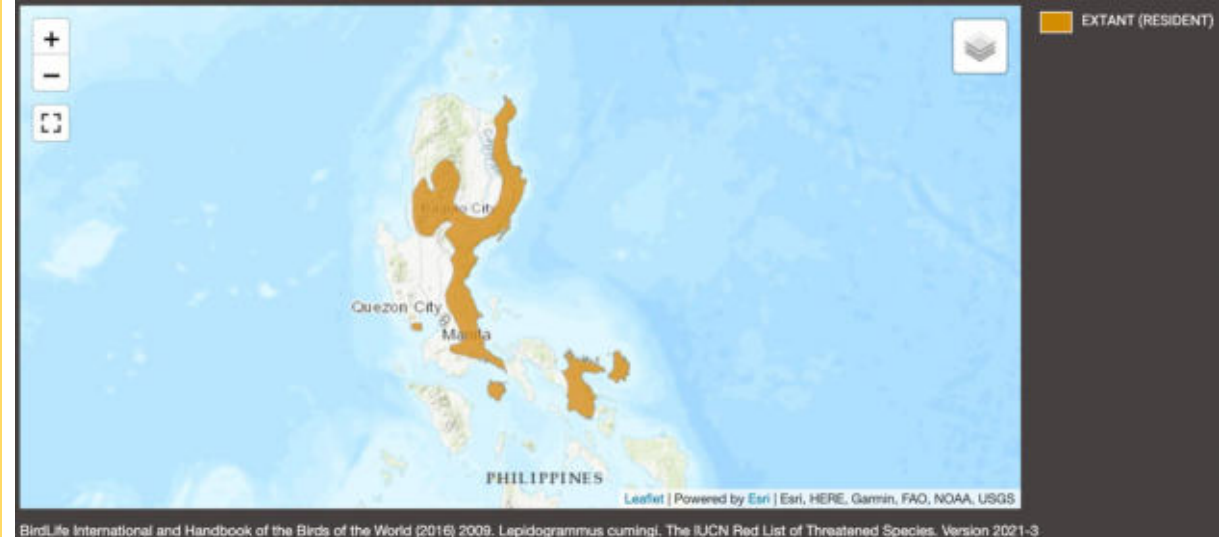 +
−
EXTANT (RESIDENT)
Quezon City
Manila
PHILIPPINES
Leaflet | Powered by Esri | Esri, HERE, Garmin, FAO, NOAA, USGS
BirdLife International and Handbook of the Birds of the World (2016) 2009. Lepidogrammus cumingi. The IUCN Red List of Threatened Species. Version 2021-3